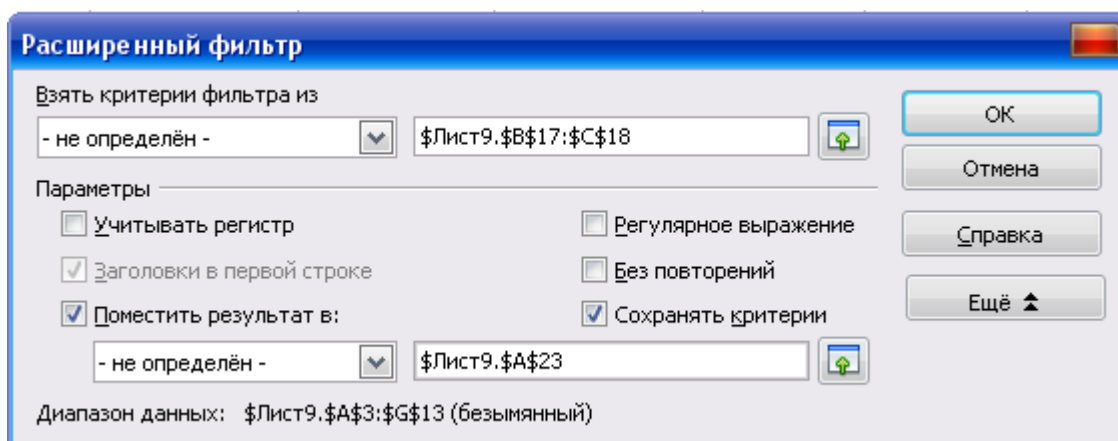 Расширенный фильтр
Взять критерии фильтра из
- не определён - $Лист9.$B$17:$C$18
ОК
Отмена
Параметры
Учитывать регистр Регулярное выражение
Справка
Заголовки в первой строке Без повторений
Поместить результат в: Сохранять критерии
Ещё
- не определён - $Лист9.$A$23
Диапазон данных: $Лист9.$A$3:$G$13 (безымянный)